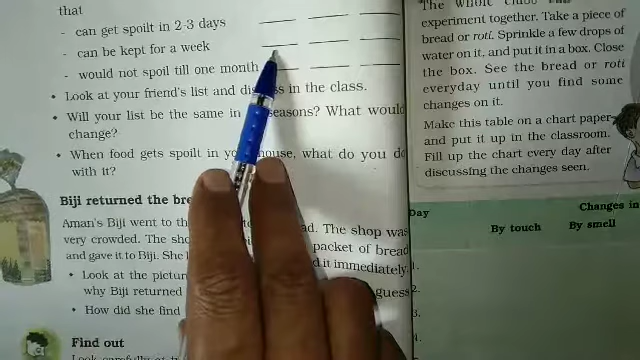 that
- can get spoilt in 2-3 days
- can be kept for a week
- would not spoil till one month
• Look at your friend's list and in the class.
• Will your list be the same in seasons? What would
change?
• When food gets spoilt in house, what do you do
with it?
Biji returned the
Aman's Biji went to The shop was
very crowded. The packet of bread
and gave it to Biji. She it immediately.
• Look at the guess
why Biji returned
• How did she find
Find out
The whole
experiment together. Take a piece of
bread or roti. Sprinkle a few drops of
water on it, and put it in a box. Close
the box. See the bread or roti
everyday until you find some
changes on it.
Make this table on a chart paper
and put it up in the classroom.
Fill up the chart every day after
discussing the changes seen.
Day Changes in
By touch By smell
1.
2.
3.
4.